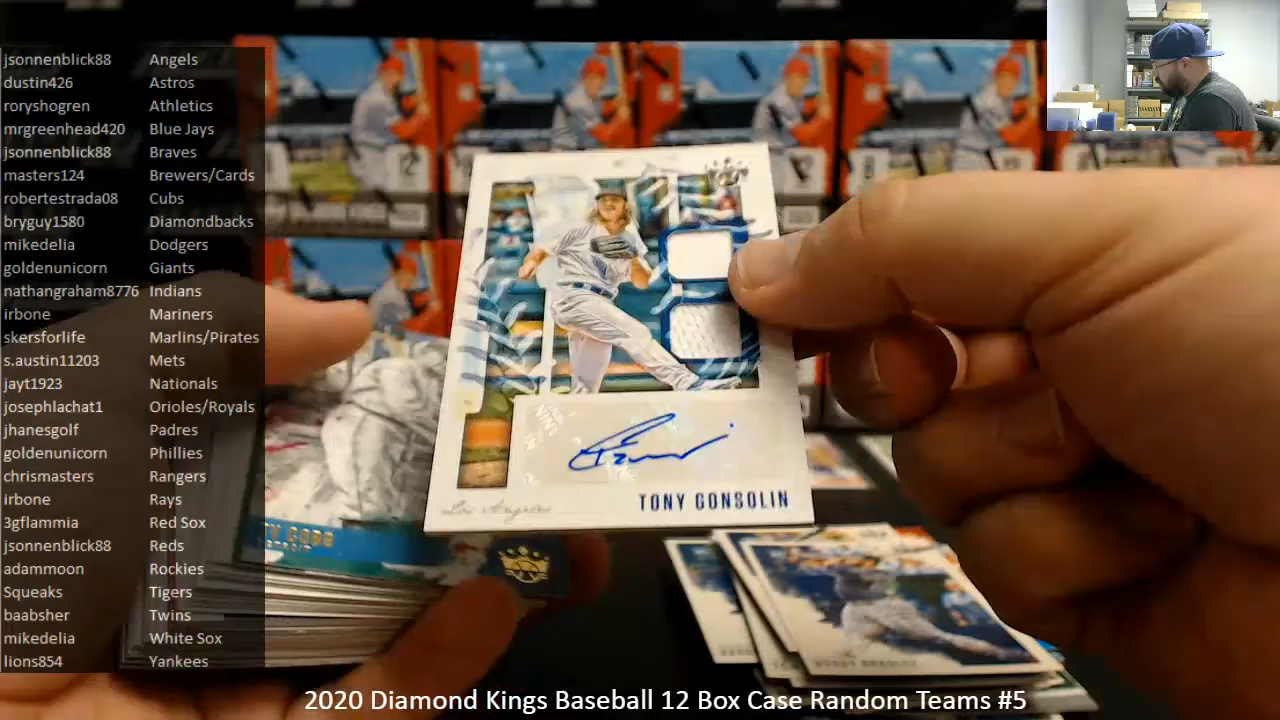 jsonnenblick88 Angels
dustin426 Astros
roryshogren Athletics
mrgreenhead420 Blue Jays
jsonnenblick88 Braves
masters124 Brewers/Cards
robertestrada08 Cubs
bryguy1580 Diamondbacks
mikedelia Dodgers
goldenunicorn Giants
nathangraham8776 Indians
irbone Mariners
skersforlife Marlins/Pirates
s.austin11203 Mets
jayt1923 Nationals
josephlachat1 Orioles/Royals
jhanesgolf Padres
goldenunicorn Phillies
chrismasters Rangers
irbone Rays
3gflammia Red Sox
jsonnenblick88 Reds
adammoon Rockies
Squeaks Tigers
baabsher Twins
mikedelia White Sox
lions854 Yankees
TONY GONSOLIN
Los Angeles
2020 Diamond Kings Baseball 12 Box Case Random Teams #5